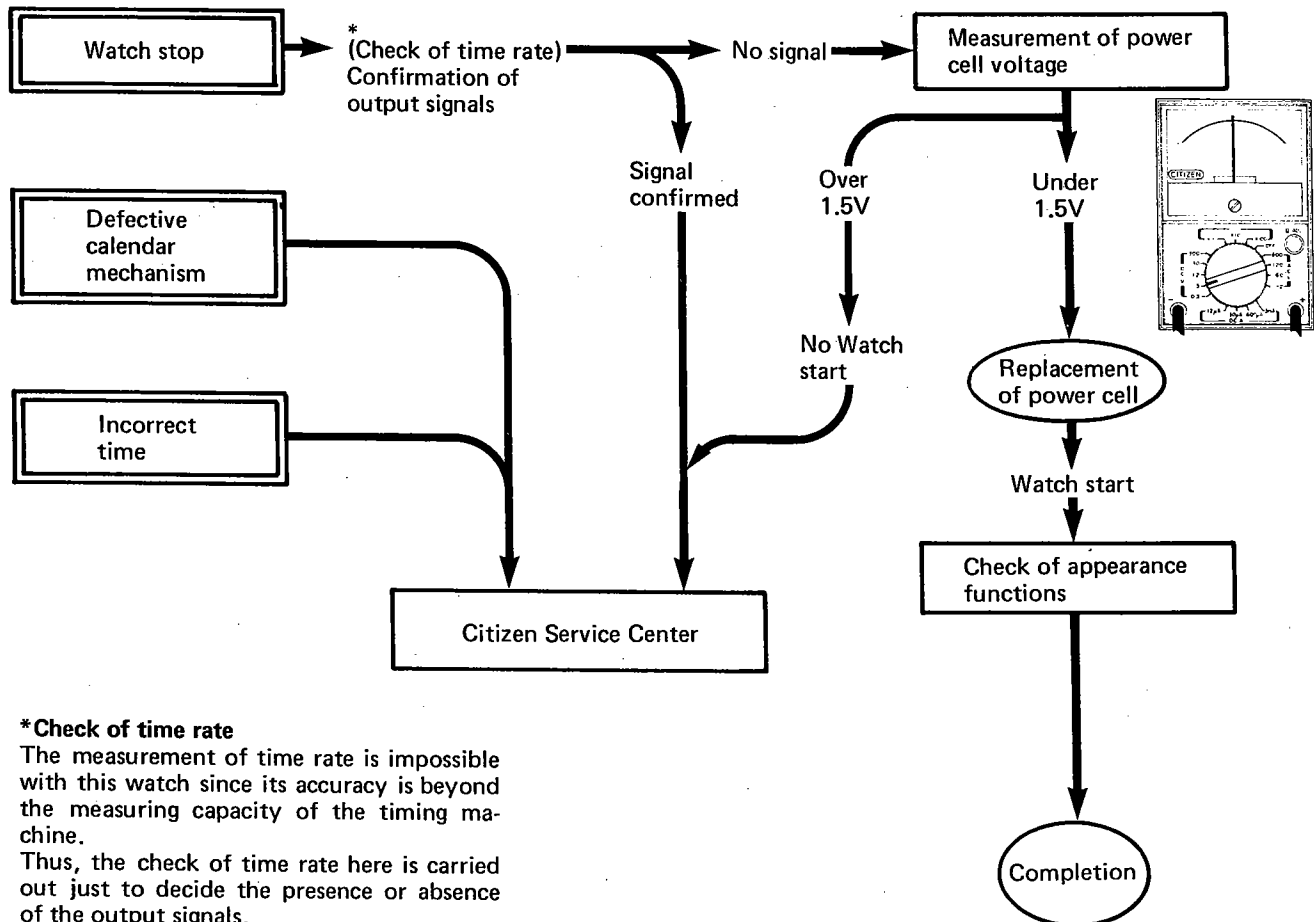 Watch stop
*
(Check of time rate)
Confirmation of
output signals
No signal
Measurement of power
cell voltage
Signal
confirmed
Over
1.5V
Under
1.5V
CITIZEN
Defective
calendar
mechanism
No Watch
start
Replacement
of power cell
Incorrect
time
Watch start
Check of appearance
functions
Citizen Service Center
*Check of time rate
The measurement of time rate is impossible
with this watch since its accuracy is beyond
the measuring capacity of the timing ma-
chine.
Thus, the check of time rate here is carried
out just to decide the presence or absence
of the output signals.
Completion